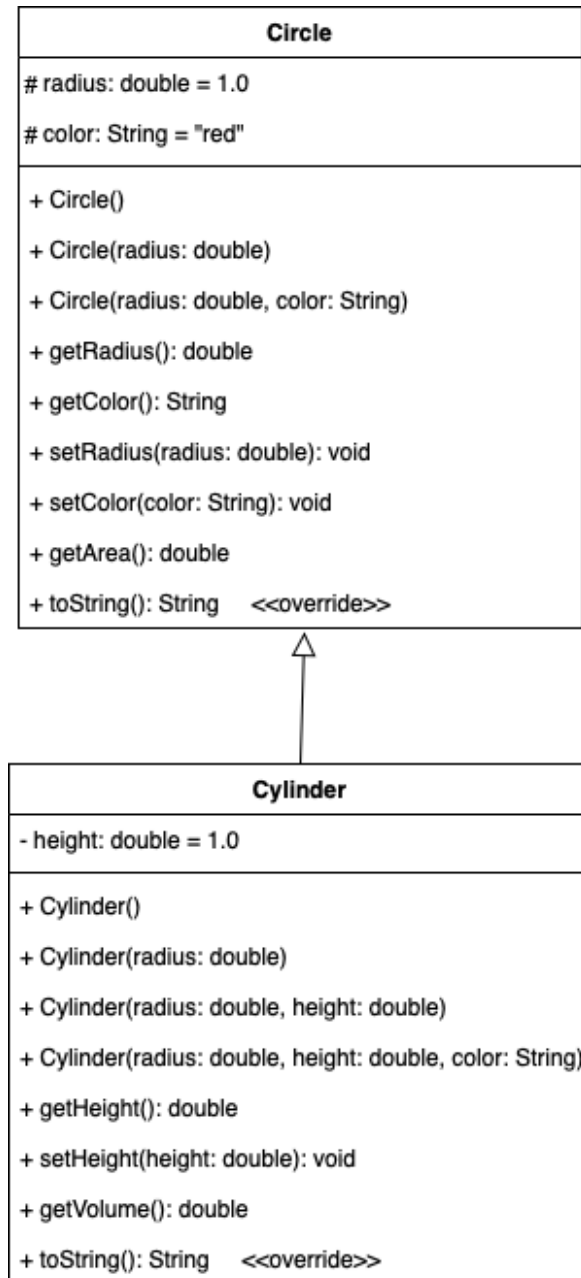 Circle
# radius: double = 1.0
# color: String = "red"
+ Circle()
+ Circle(radius: double)
+ Circle(radius: double, color: String)
+ getRadius(): double
+ getColor(): String
+ setRadius(radius: double): void
+ setColor(color: String): void
+ getArea(): double
+ toString(): String <<override>>
Cylinder
- height: double = 1.0
+ Cylinder()
+ Cylinder(radius: double)
+ Cylinder(radius: double, height: double)
+ Cylinder(radius: double, height: double, color: String)
+ getHeight(): double
+ setHeight(height: double): void
+ getVolume(): double
+ toString(): String <<override>>